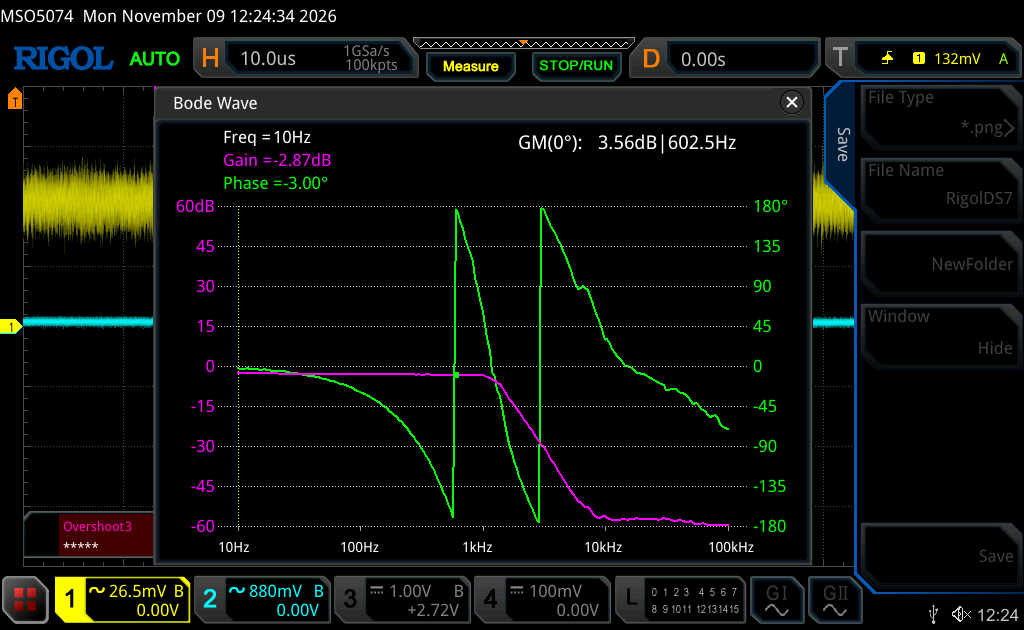 MSO5074 Mon November 09 12:24:34 2026
RIGOL AUTO H 10.0us 1GSa/s 100kpts Measure STOP/RUN D 0.00s T 1 132mV A
T
Bode Wave
Freq =10Hz
Gain =-2.87dB
Phase =-3.00°
GM(0°): 3.56dB|602.5Hz
60dB 180°
45 135
30 90
15 45
0 0
-15 -45
-30 -90
-45 -135
-60 -180
10Hz 100Hz 1kHz 10kHz 100kHz
1
Overshoot3
*****
Save
File Type
*.png
File Name
RigolDS7
NewFolder
Window
Hide
Save
1 26.5mV B 0.00V
2 880mV B 0.00V
3 1.00V B +2.72V
4 100mV 0.00V
L 0 1 2 3 4 5 6 7
8 9 10 11 12 13 14 15
GI GII
12:24